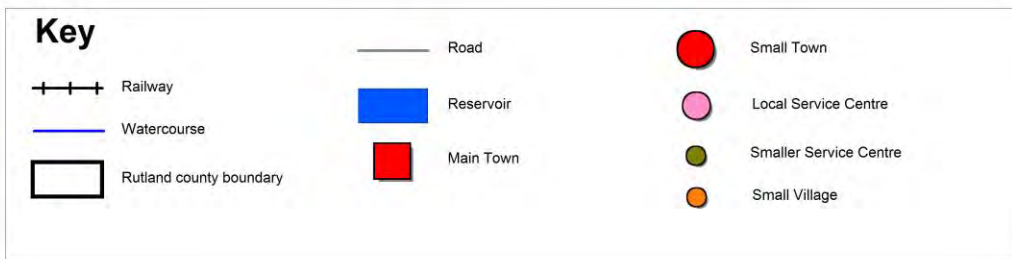 Key
Railway
Watercourse
Rutland county boundary
Road
Reservoir
Main Town
Small Town
Local Service Centre
Smaller Service Centre
Small Village